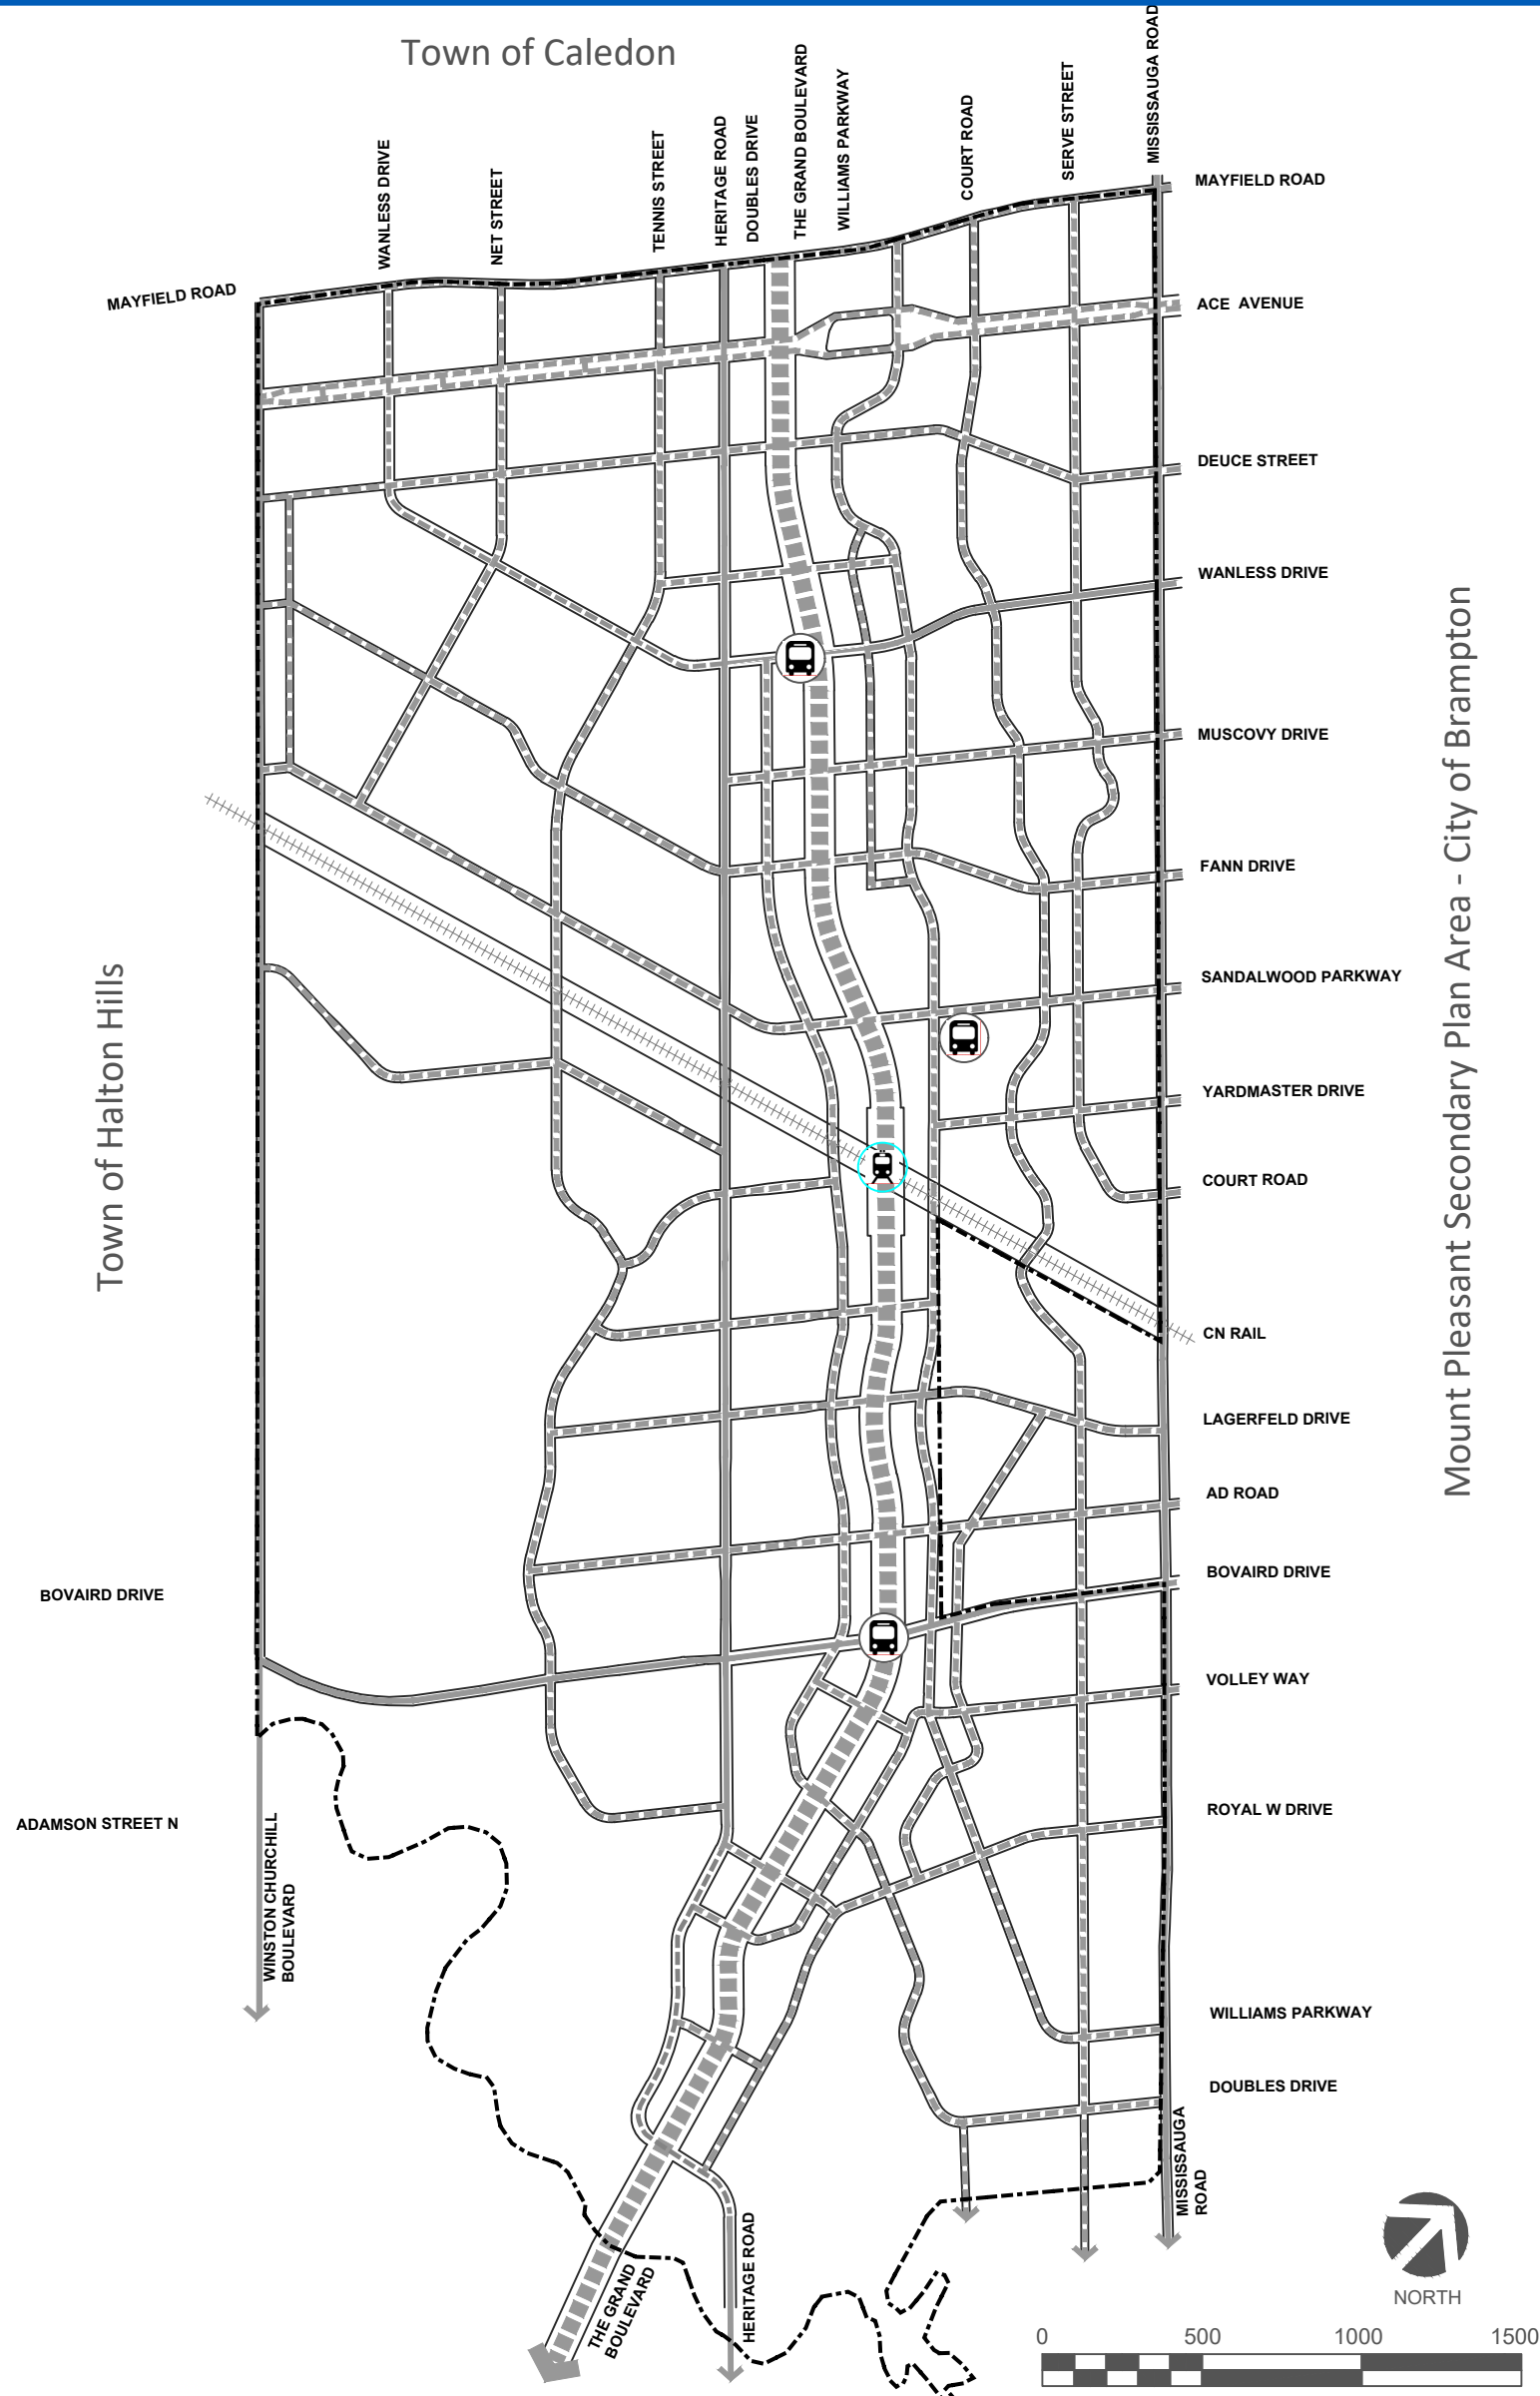 Town of Caledon
WANLESS DRIVE
NET STREET
TENNIS STREET
HERITAGE ROAD
DOUBLES DRIVE
THE GRAND BOULEVARD
WILLIAMS PARKWAY
COURT ROAD
SERVE STREET
MISSISSAUGA ROAD
MAYFIELD ROAD
MAYFIELD ROAD
ACE AVENUE
DEUCE STREET
WANLESS DRIVE
MUSCOVY DRIVE
FANN DRIVE
SANDALWOOD PARKWAY
YARDMASTER DRIVE
COURT ROAD
CN RAIL
LAGERFELD DRIVE
AD ROAD
BOVAIRD DRIVE
VOLLEY WAY
ROYAL W DRIVE
WILLIAMS PARKWAY
DOUBLES DRIVE
Town of Halton Hills
Mount Pleasant Secondary Plan Area - City of Brampton
BOVAIRD DRIVE
ADAMSON STREET N
WINSTON CHURCHILL
BOULEVARD
MISSISSAUGA
ROAD
THE GRAND
BOULEVARD
HERITAGE ROAD
NORTH
0 500 1000 1500